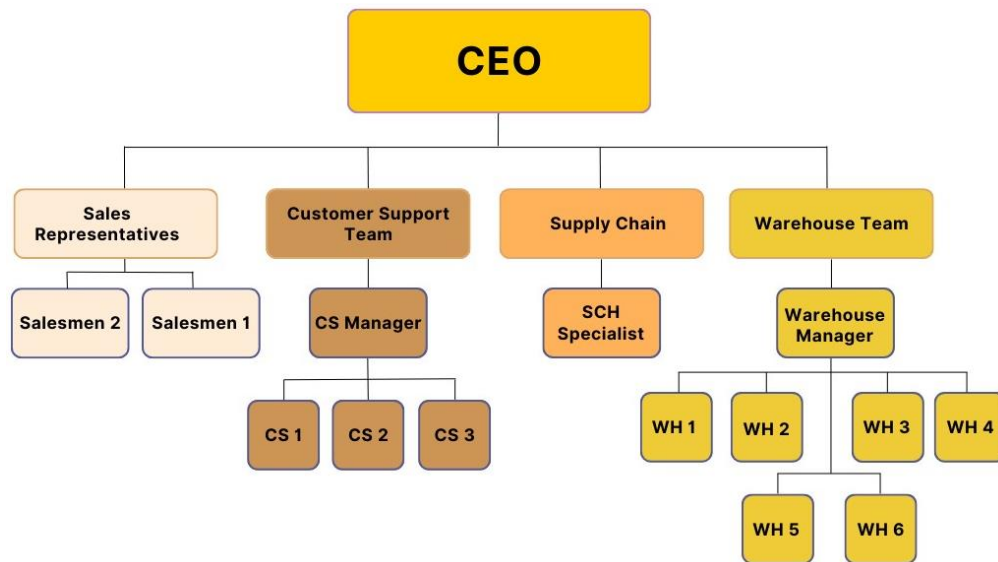 CEO
Sales
Representatives
Customer Support
Team
Supply Chain
Warehouse Team
Salesmen 2
Salesmen 1
CS Manager
SCH
Specialist
Warehouse
Manager
CS 1
CS 2
CS 3
WH 1
WH 2
WH 3
WH 4
WH 5
WH 6